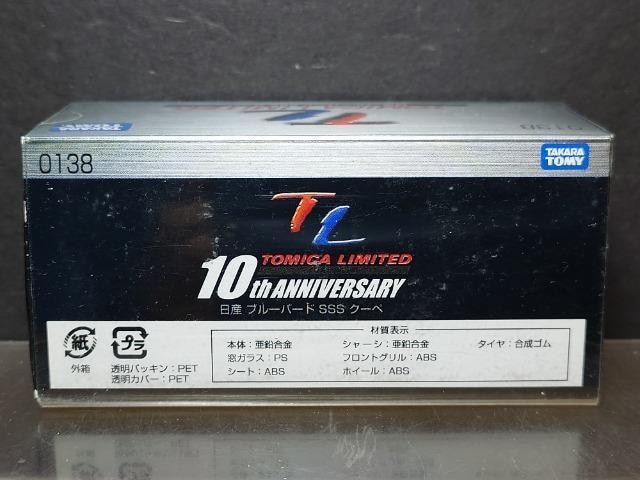 0138
TAKARA
TOMY
TL
TOMICA LIMITED
10th ANNIVERSARY
日産 ブルーバード SSS クーペ
紙
外箱
プラ
透明パッキン：PET
透明カバー：PET
材質表示
本体：亜鉛合金
シャーシ：亜鉛合金
タイヤ：合成ゴム
窓ガラス：PS
フロントグリル：ABS
シート：ABS
ホイール：ABS